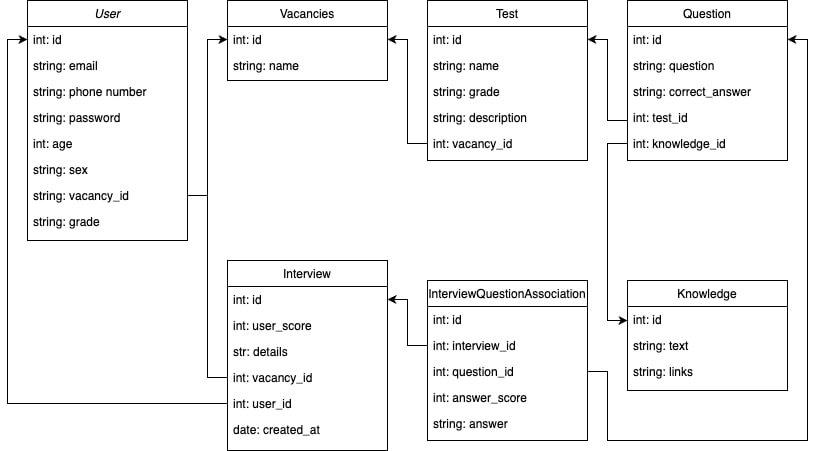 User
int: id
string: email
string: phone number
string: password
int: age
string: sex
string: vacancy_id
string: grade
Vacancies
int: id
string: name
Test
int: id
string: name
string: grade
string: description
int: vacancy_id
Question
int: id
string: question
string: correct_answer
int: test_id
int: knowledge_id
Interview
int: id
int: user_score
str: details
int: vacancy_id
int: user_id
date: created_at
InterviewQuestionAssociation
int: id
int: interview_id
int: question_id
int: answer_score
string: answer
Knowledge
int: id
string: text
string: links